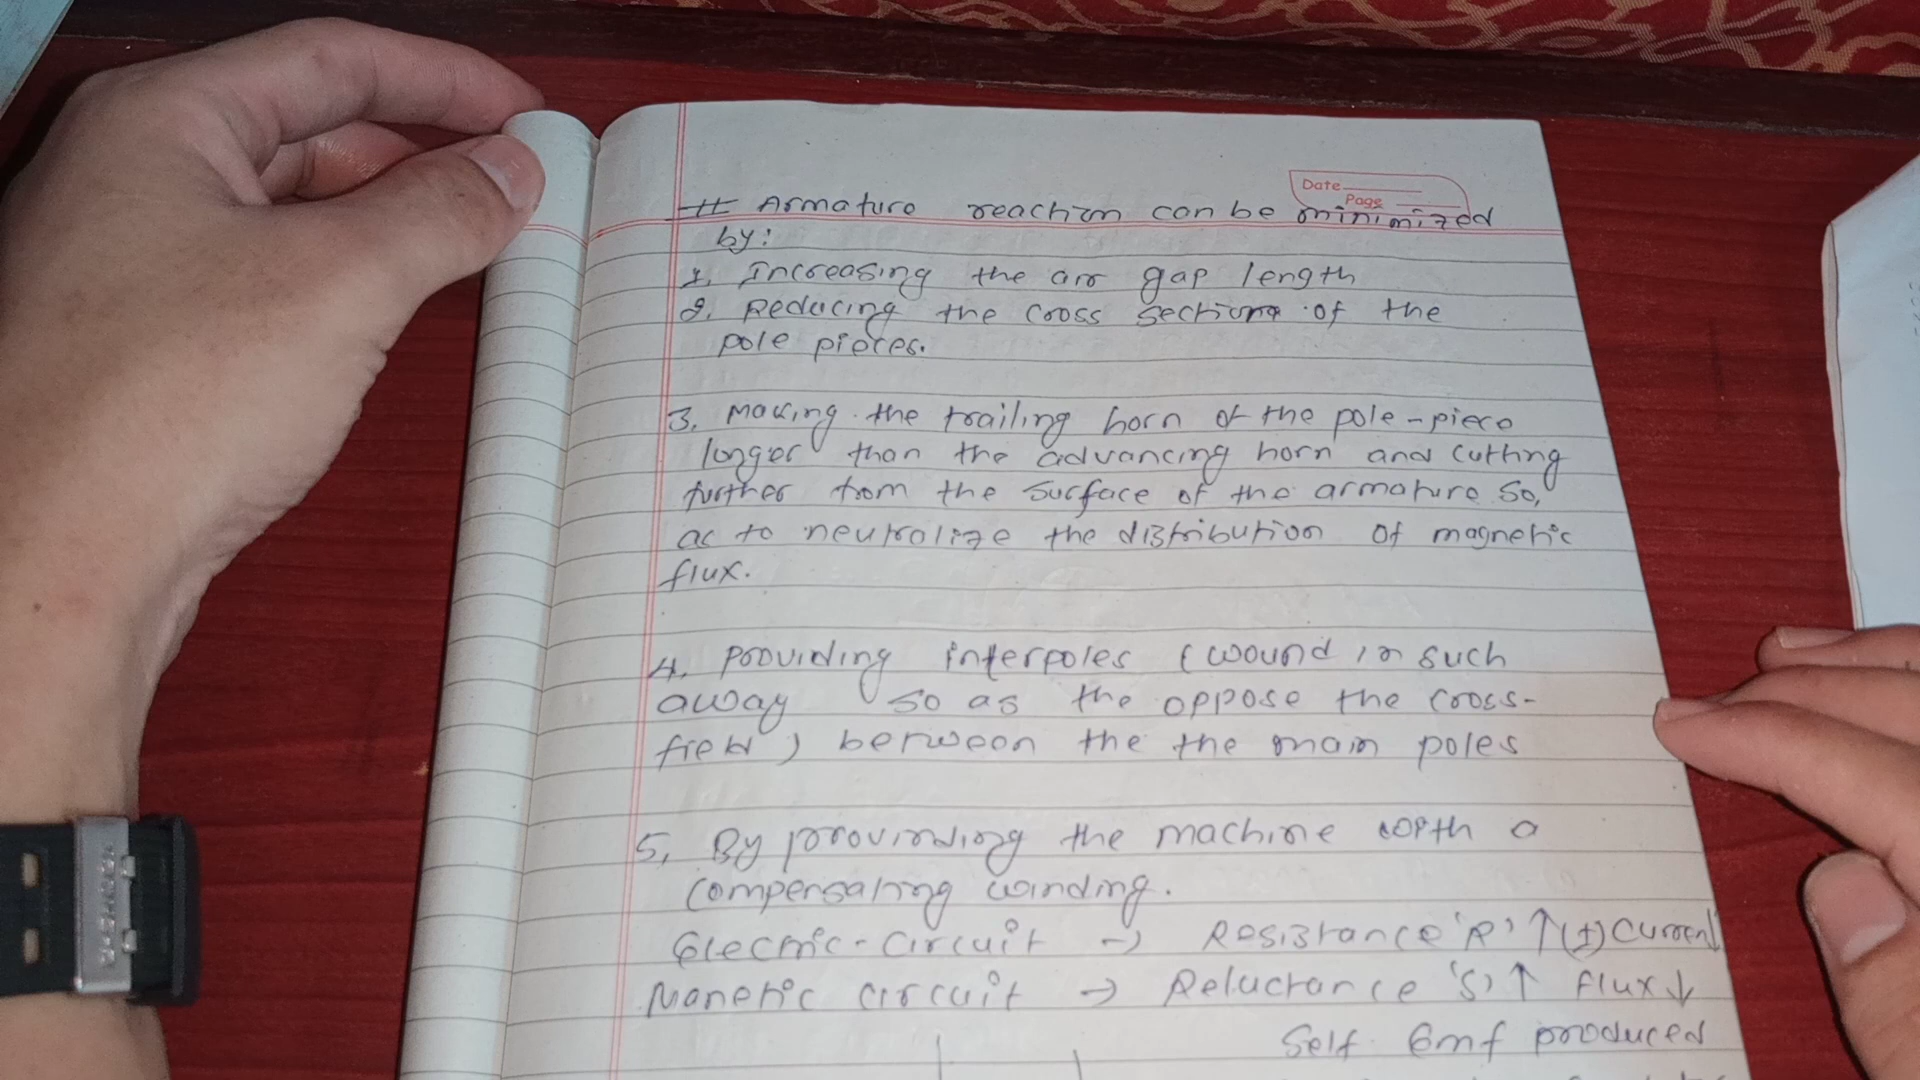 Date
Page
# Armature reaction can be minimized
by:
1. Increasing the air gap length
2. Reducing the cross section of the
pole pieces.
3. Making the trailing horn of the pole-piece
longer than the advancing horn and cutting
further from the surface of the armature so,
as to neutralize the distribution of magnetic
flux.
4. providing interpoles (wound in such
away so as the oppose the cross-
field) between the the main poles
5. By providing the machine with a
compensating winding.
Electric-circuit → Resistance 'R' ↑ (I) current↓
Manetic circuit → Reluctance 'S' ↑ flux↓
Self Emf produced